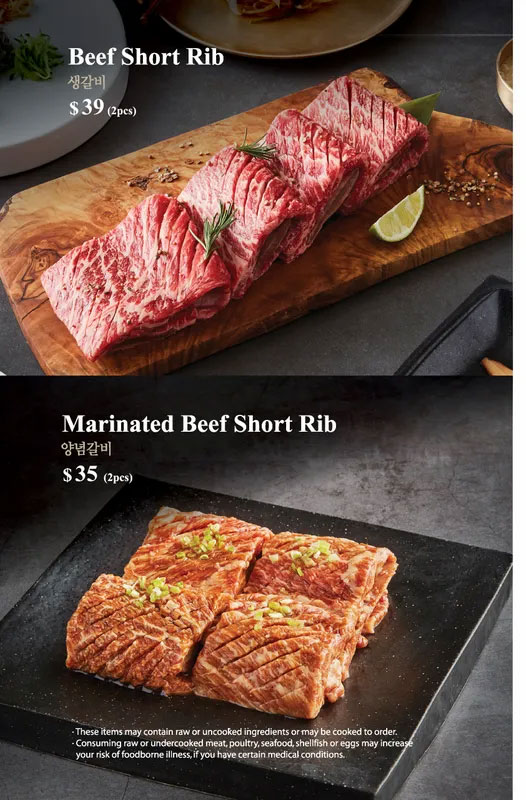 Beef Short Rib
생갈비
$39 (2pcs)
Marinated Beef Short Rib
양념갈비
$35 (2pcs)
· These items may contain raw or uncooked ingredients or may be cooked to order.
· Consuming raw or undercooked meat, poultry, seafood, shellfish or eggs may increase
your risk of foodborne illness, if you have certain medical conditions.